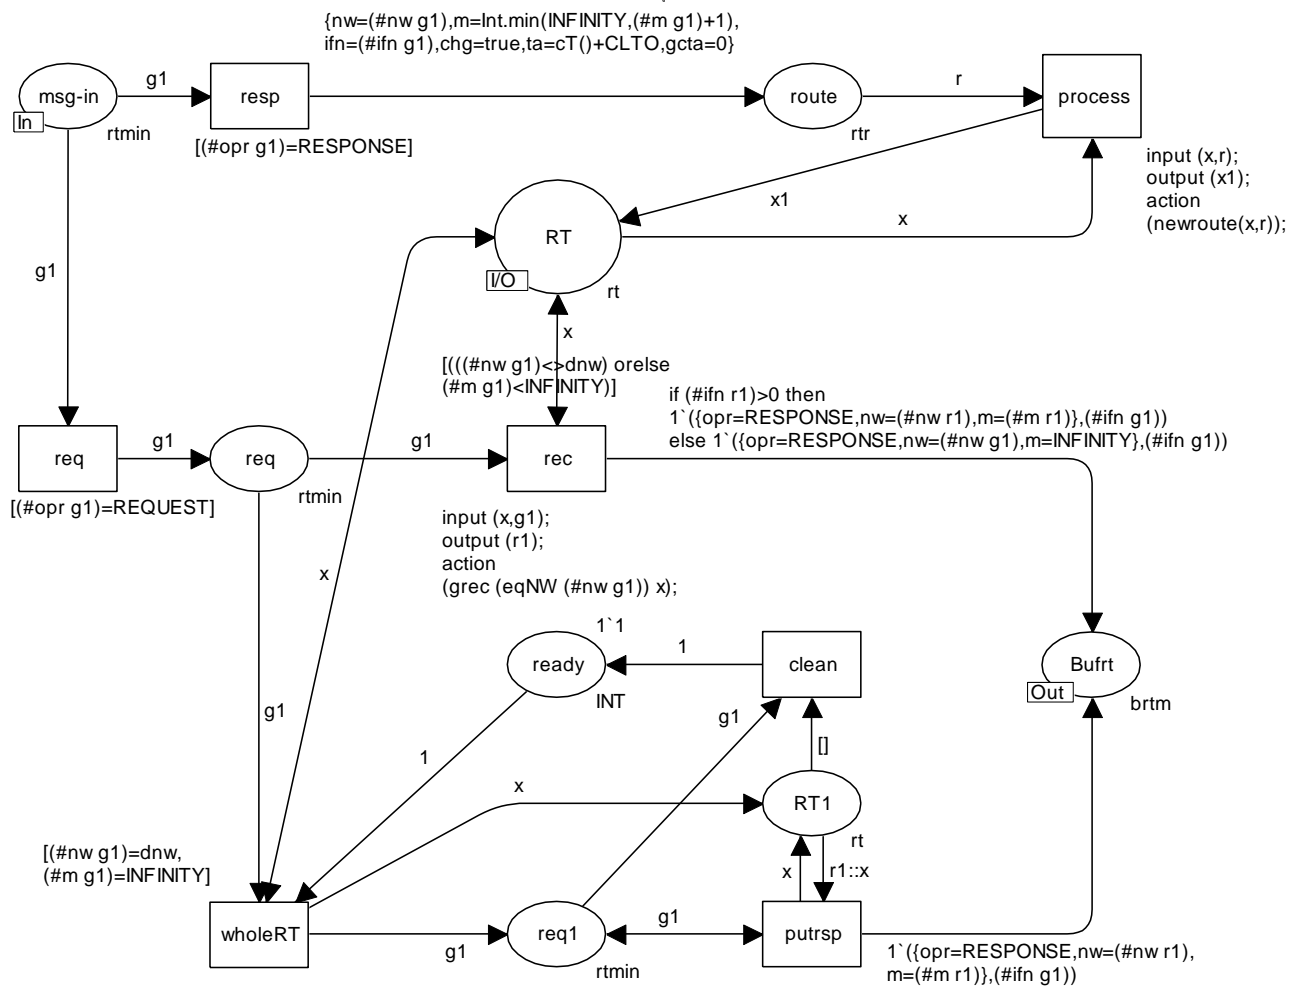 {nw=(#nw g1),m=Int.min(INFINITY,(#m g1)+1),
ifn=(#ifn g1),chg=true,ta=cT()+CLTO,gcta=0}
msg-in
In
rtmin
g1
resp
[(#opr g1)=RESPONSE]
route
rtr
r
process
input (x,r);
output (x1);
action
(newroute(x,r));
x1
x
RT
I/O
rt
g1
x
[(((#nw g1)<>dnw) orelse
(#m g1)<INFINITY)]
if (#ifn r1)>0 then
1`({opr=RESPONSE,nw=(#nw r1),m=(#m r1)},(#ifn g1))
else 1`({opr=RESPONSE,nw=(#nw g1),m=INFINITY},(#ifn g1))
req
g1
req
g1
rec
rtmin
[(#opr g1)=REQUEST]
input (x,g1);
output (r1);
action
(grec (eqNW (#nw g1)) x);
x
1`1
ready
INT
1
clean
Bufrt
Out
brtm
g1
g1
1
[]
x
RT1
rt
[(#nw g1)=dnw,
(#m g1)=INFINITY]
x
r1::x
wholeRT
g1
req1
rtmin
g1
putrsp
1`({opr=RESPONSE,nw=(#nw r1),
m=(#m r1)},(#ifn g1))